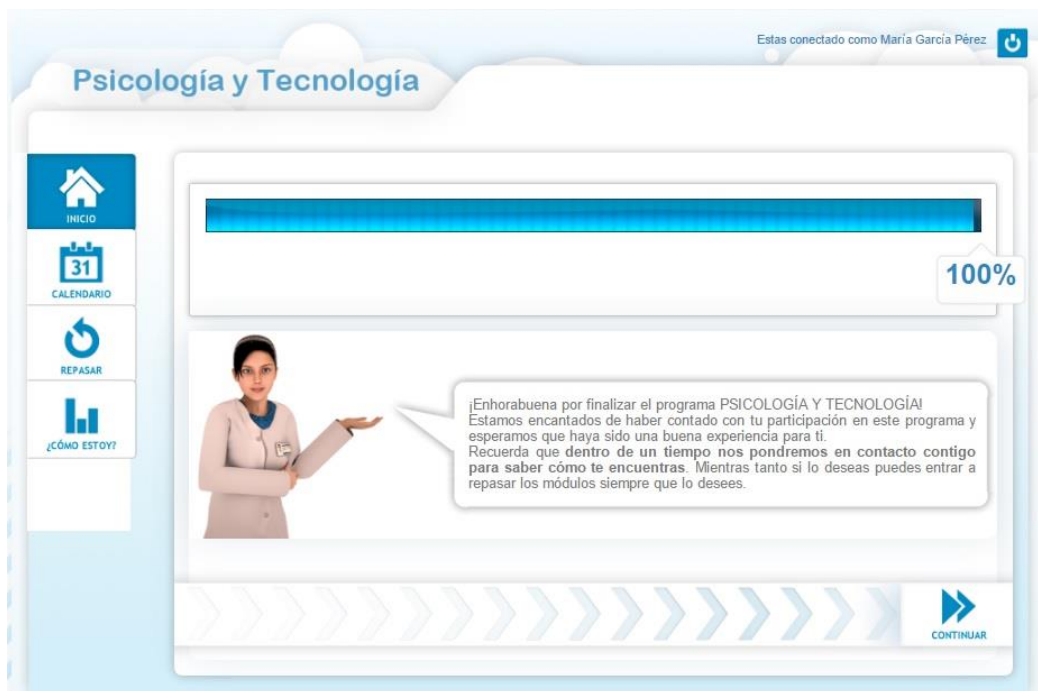 Estas conectado como María García Pérez
Psicología y Tecnología
INICIO
31
CALENDARIO
REPASAR
¿CÓMO ESTOY?
100%
¡Enhorabuena por finalizar el programa PSICOLOGÍA Y TECNOLOGÍA!
Estamos encantados de haber contado con tu participación en este programa y
esperamos que haya sido una buena experiencia para ti.
Recuerda que dentro de un tiempo nos pondremos en contacto contigo
para saber cómo te encuentras. Mientras tanto si lo deseas puedes entrar a
repasar los módulos siempre que lo desees.
CONTINUAR